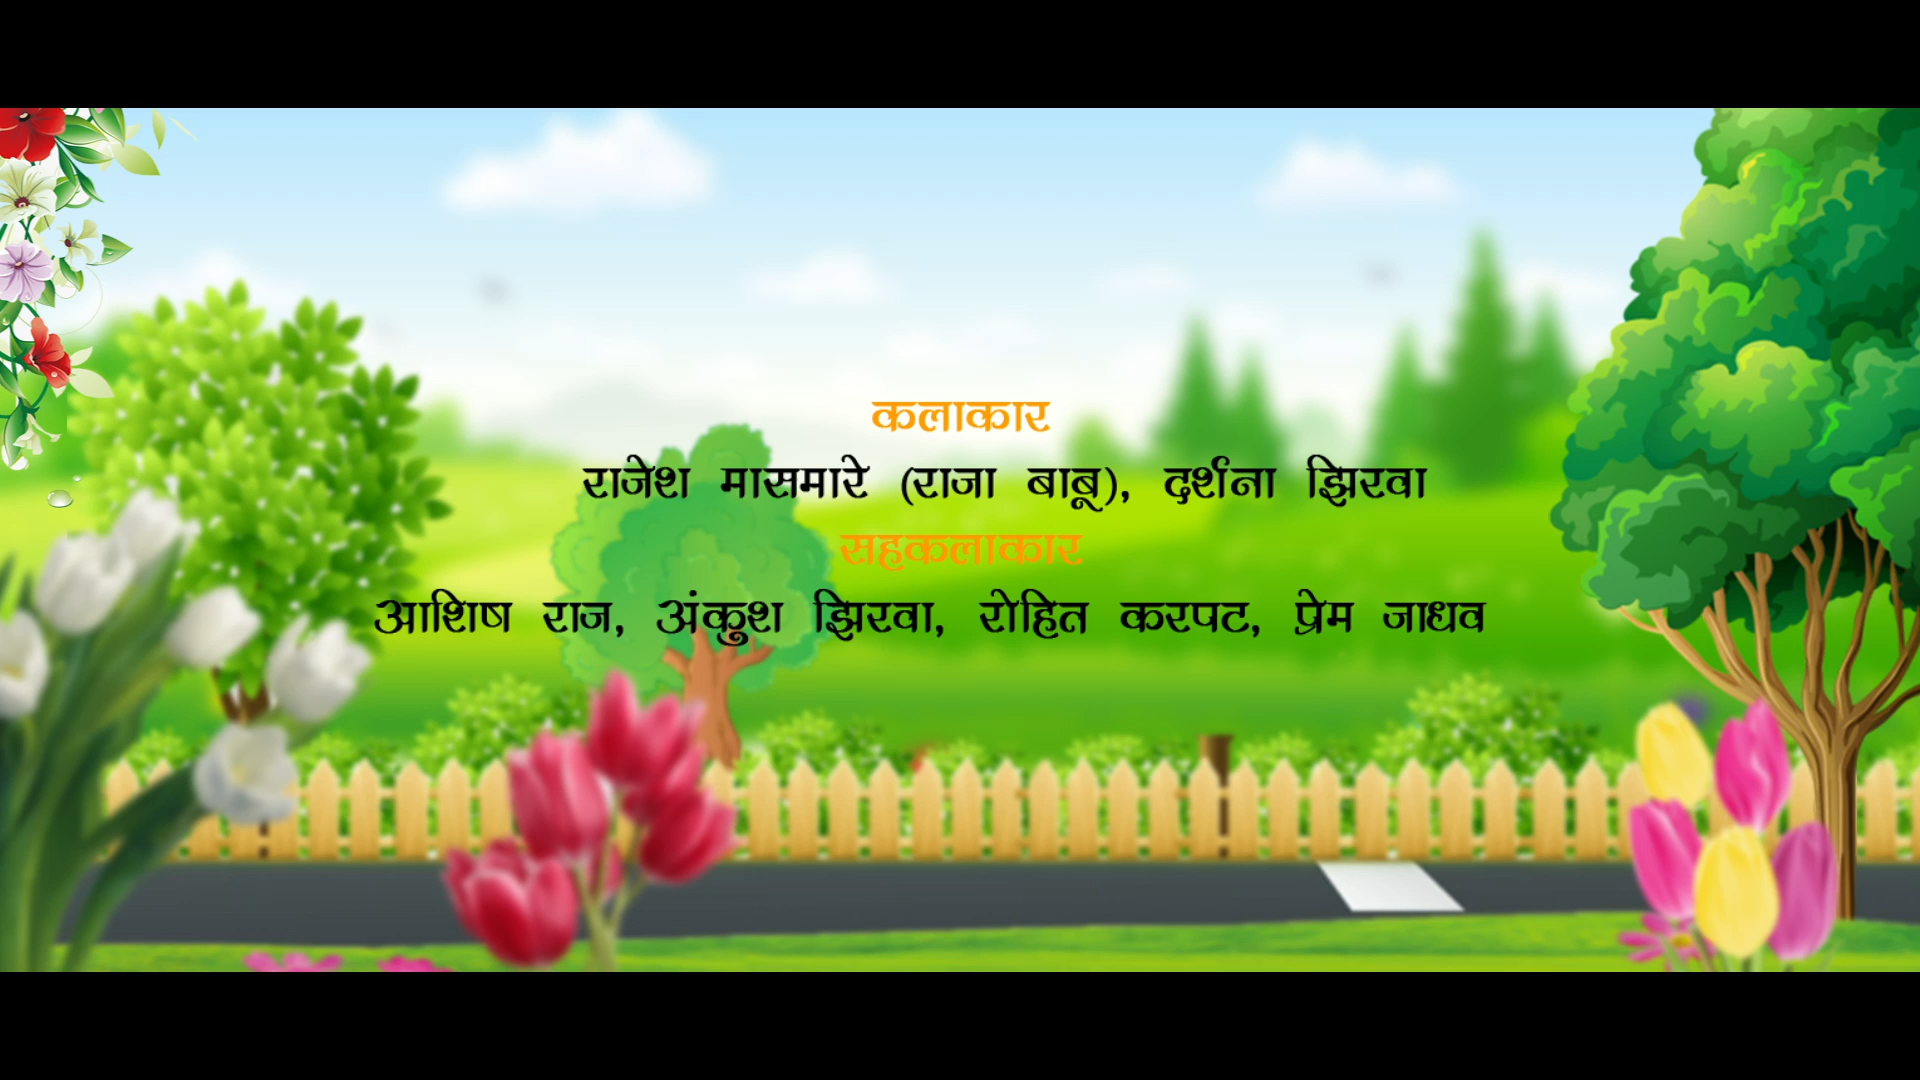 कलाकार
राजेश मासमारे (राजा बाबू), दर्शना झिरवा
सहकलाकार
आशिष राज, अंकुश झिरवा, रोहित करपट, प्रेम जाधव